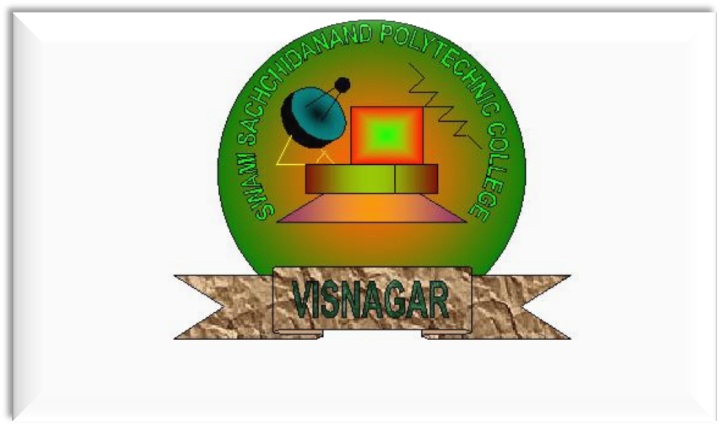 SWAMI SACHCHIDANAND POLYTECHNIC COLLEGE
VISNAGAR